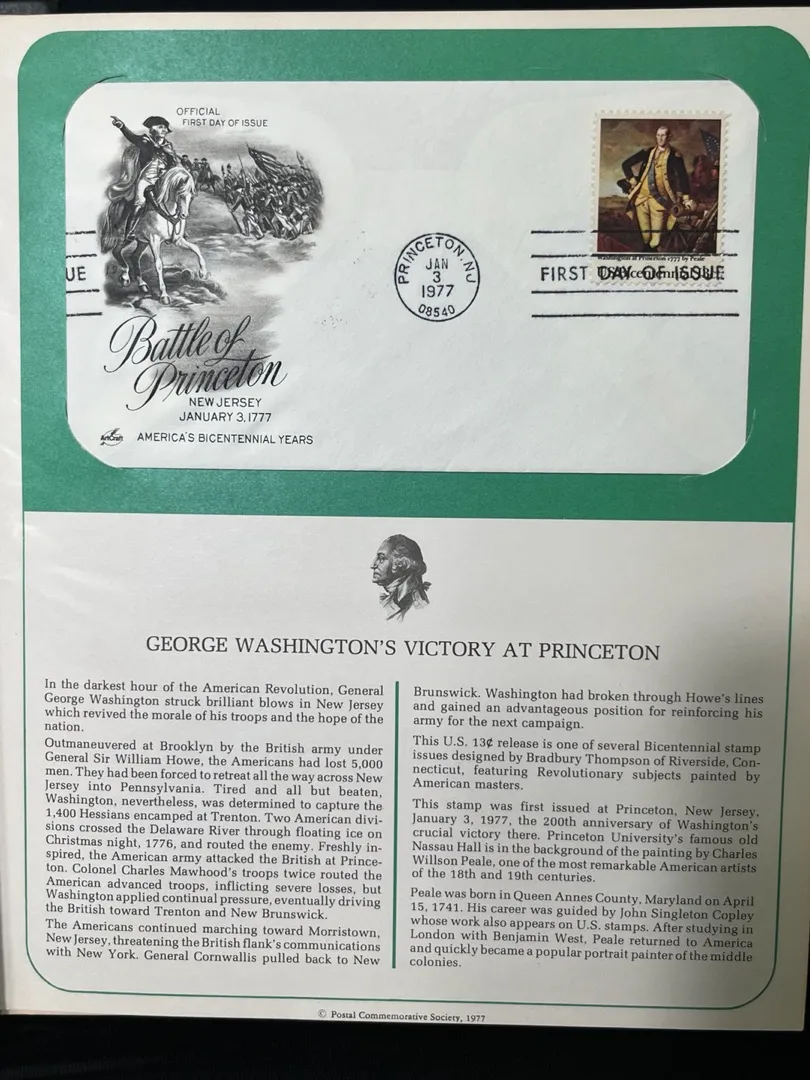 OFFICIAL
FIRST DAY OF ISSUE
UE
PRINCETON, NJ
JAN
3
1977
08540
Washington at Princeton 1777 by Peale
FIRST DAY OF ISSUE
Battle of
Princeton
NEW JERSEY
JANUARY 3, 1777
ArtCraft
AMERICA'S BICENTENNIAL YEARS
GEORGE WASHINGTON'S VICTORY AT PRINCETON
In the darkest hour of the American Revolution, General
George Washington struck brilliant blows in New Jersey
which revived the morale of his troops and the hope of the
nation.
Outmaneuvered at Brooklyn by the British army under
General Sir William Howe, the Americans had lost 5,000
men. They had been forced to retreat all the way across New
Jersey into Pennsylvania. Tired and all but beaten,
Washington, nevertheless, was determined to capture the
1,400 Hessians encamped at Trenton. Two American divi-
sions crossed the Delaware River through floating ice on
Christmas night, 1776, and routed the enemy. Freshly in-
spired, the American army attacked the British at Prince-
ton. Colonel Charles Mawhood's troops twice routed the
American advanced troops, inflicting severe losses, but
Washington applied continual pressure, eventually driving
the British toward Trenton and New Brunswick.
The Americans continued marching toward Morristown,
New Jersey, threatening the British flank's communications
with New York. General Cornwallis pulled back to New
Brunswick. Washington had broken through Howe's lines
and gained an advantageous position for reinforcing his
army for the next campaign.
This U.S. 13¢ release is one of several Bicentennial stamp
issues designed by Bradbury Thompson of Riverside, Con-
necticut, featuring Revolutionary subjects painted by
American masters.
This stamp was first issued at Princeton, New Jersey,
January 3, 1977, the 200th anniversary of Washington's
crucial victory there. Princeton University's famous old
Nassau Hall is in the background of the painting by Charles
Willson Peale, one of the most remarkable American artists
of the 18th and 19th centuries.
Peale was born in Queen Annes County, Maryland on April
15, 1741. His career was guided by John Singleton Copley
whose work also appears on U.S. stamps. After studying in
London with Benjamin West, Peale returned to America
and quickly became a popular portrait painter of the middle
colonies.
© Postal Commemorative Society, 1977